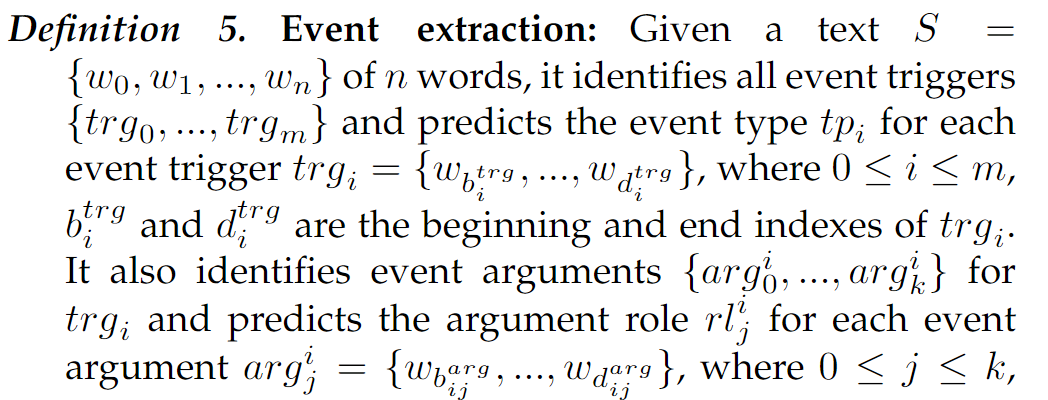 Definition 5. Event extraction: Given a text $S =$
$\{w_0, w_1, ..., w_n\}$ of $n$ words, it identifies all event triggers
$\{trg_0, ..., trg_m\}$ and predicts the event type $tp_i$ for each
event trigger $trg_i = \{w_{b_i^{trg}}, ..., w_{d_i^{trg}}\}$, where $0 \leq i \leq m$,
$b_i^{trg}$ and $d_i^{trg}$ are the beginning and end indexes of $trg_i$.
It also identifies event arguments $\{arg_0^i, ..., arg_k^i\}$ for
$trg_i$ and predicts the argument role $rl_j^i$ for each event
argument $arg_j^i = \{w_{b_{ij}^{arg}}, ..., w_{d_{ij}^{arg}}\}$, where $0 \leq j \leq k$,